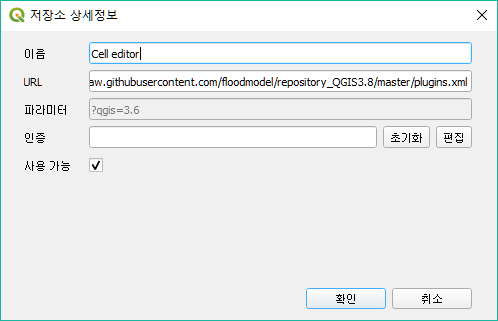 저장소 상세정보
이름 Cell editor
URL aw.githubusercontent.com/floodmodel/repository_QGIS3.8/master/plugins.xml
파라미터 ?qgis=3.6
인증 초기화 편집
사용 가능
확인 취소